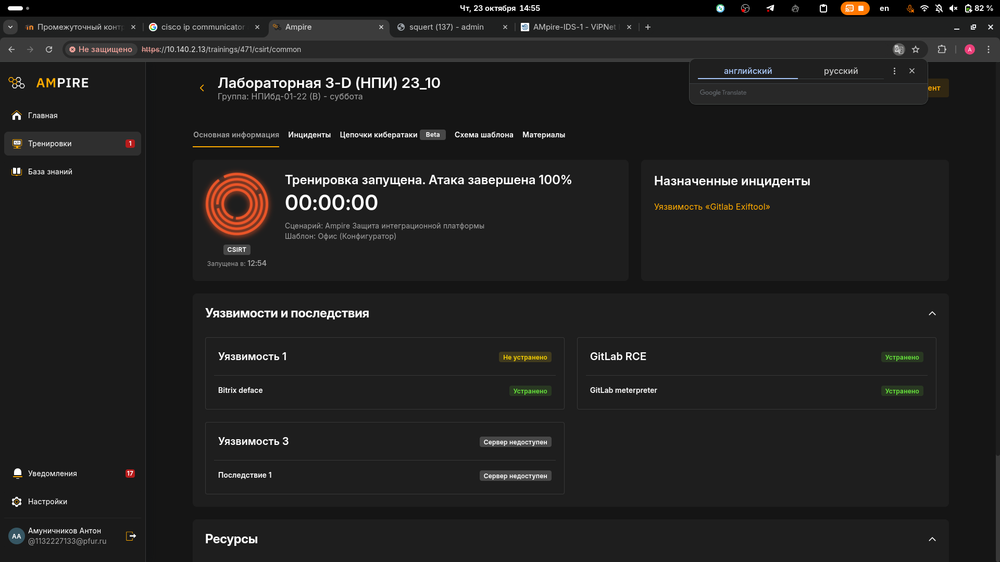 Чт, 23 октября 14:55
en
82 %
Промежуточный контр
cisco ip communicator
Ampire
squert (137) - admin
AMpire-IDS-1 - ViPNet
Не защищено
https://10.140.2.13/trainings/471/csirt/common
A
английский
русский
Google Translate
ент
AMPIRE
Главная
Тренировки
1
База знаний
Уведомления
17
Настройки
АА
Амуничников Антон
@1132227133@pfur.ru
Лабораторная 3-D (НПИ) 23_10
Группа: НПИбд-01-22 (В) - суббота
Основная информация
Инциденты
Цепочки кибератаки Beta
Схема шаблона
Материалы
Тренировка запущена. Атака завершена 100%
00:00:00
Сценарий: Ampire Защита интеграционной платформы
Шаблон: Офис (Конфигуратор)
CSIRT
Запущена в: 12:54
Назначенные инциденты
Уязвимость «Gitlab Exiftool»
Уязвимости и последствия
Уязвимость 1
Не устранено
Bitrix deface
Устранено
GitLab RCE
Устранено
GitLab meterpreter
Устранено
Уязвимость 3
Сервер недоступен
Последствие 1
Сервер недоступен
Ресурсы